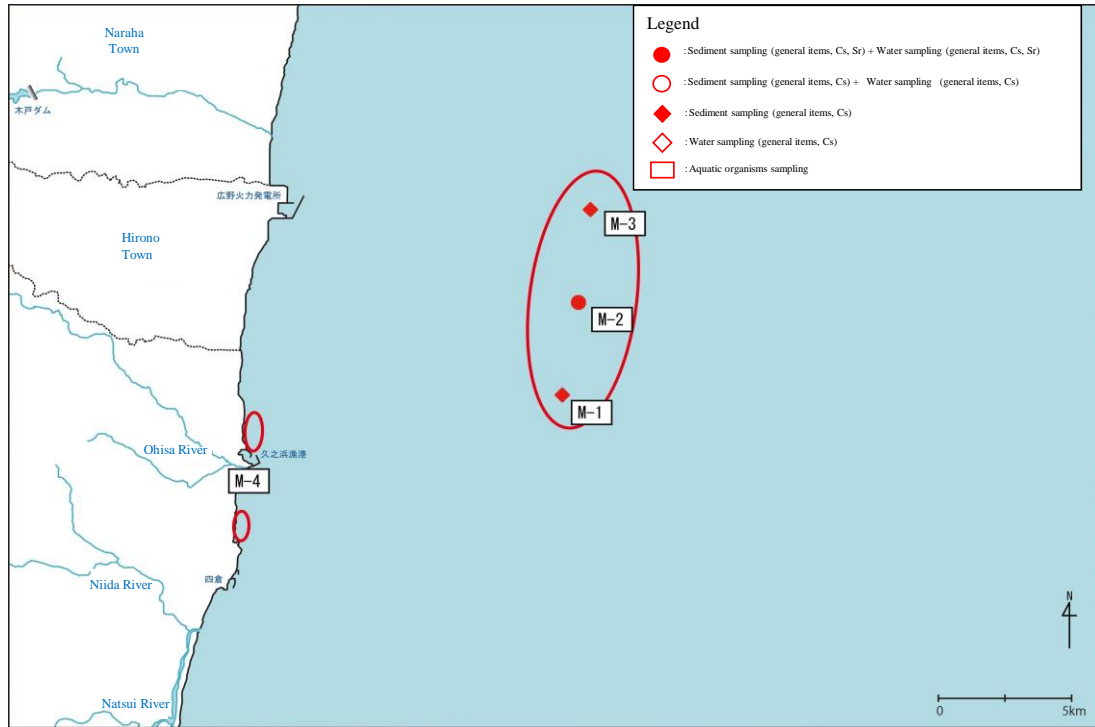 Naraha
Town
木戸ダム
広野火力発電所
Hirono
Town
Ohisa River
久之浜漁港
M-4
Niida River
四倉
Natsui River
M-3
M-2
M-1
Legend
:Sediment sampling (general items, Cs, Sr) + Water sampling (general items, Cs, Sr)
:Sediment sampling (general items, Cs) + Water sampling (general items, Cs)
:Sediment sampling (general items, Cs)
:Water sampling (general items, Cs)
:Aquatic organisms sampling
N
0 5km